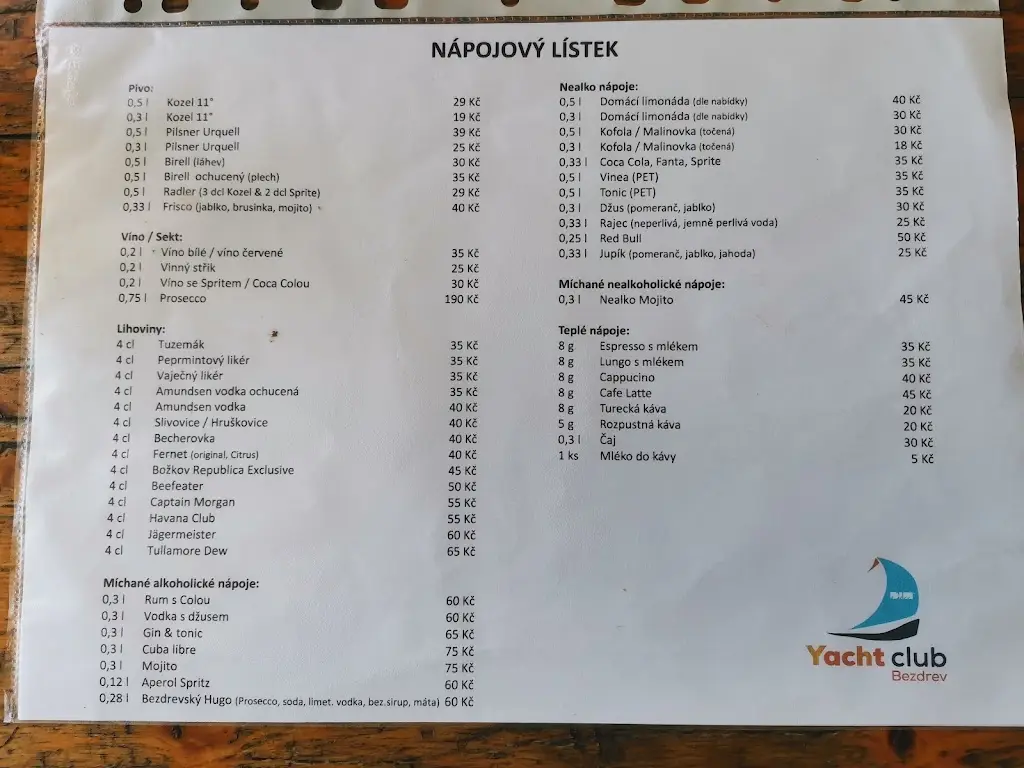 NÁPOJOVÝ LÍSTEK
Pivo:
0,5 l Kozel 11° 29 Kč
0,3 l Kozel 11° 19 Kč
0,5 l Pilsner Urquell 39 Kč
0,3 l Pilsner Urquell 25 Kč
0,5 l Birell (láhev) 30 Kč
0,5 l Birell ochucený (plech) 35 Kč
0,5 l Radler (3 dcl Kozel & 2 dcl Sprite) 29 Kč
0,33 l Frisco (jablko, brusinka, mojito) 40 Kč
Víno / Sekt:
0,2 l Víno bílé / víno červené 35 Kč
0,2 l Vinný střik 25 Kč
0,2 l Víno se Spritem / Coca Colou 30 Kč
0,75 l Prosecco 190 Kč
Lihoviny:
4 cl Tuzemák 35 Kč
4 cl Peprmintový likér 35 Kč
4 cl Vaječný likér 35 Kč
4 cl Amundsen vodka ochucená 35 Kč
4 cl Amundsen vodka 40 Kč
4 cl Slivovice / Hruškovice 40 Kč
4 cl Becherovka 40 Kč
4 cl Fernet (original, Citrus) 40 Kč
4 cl Božkov Republica Exclusive 45 Kč
4 cl Beefeater 50 Kč
4 cl Captain Morgan 55 Kč
4 cl Havana Club 55 Kč
4 cl Jägermeister 60 Kč
4 cl Tullamore Dew 65 Kč
Míchané alkoholické nápoje:
0,3 l Rum s Colou 60 Kč
0,3 l Vodka s džusem 60 Kč
0,3 l Gin & tonic 65 Kč
0,3 l Cuba libre 75 Kč
0,3 l Mojito 75 Kč
0,12 l Aperol Spritz 60 Kč
0,28 l Bezdrevský Hugo (Prosecco, soda, limet. vodka, bez.sirup, máta) 60 Kč
Nealko nápoje:
0,5 l Domácí limonáda (dle nabídky) 40 Kč
0,3 l Domácí limonáda (dle nabídky) 30 Kč
0,5 l Kofola / Malinovka (točená) 30 Kč
0,3 l Kofola / Malinovka (točená) 18 Kč
0,33 l Coca Cola, Fanta, Sprite 35 Kč
0,5 l Vinea (PET) 35 Kč
0,5 l Tonic (PET) 35 Kč
0,3 l Džus (pomeranč, jablko) 30 Kč
0,33 l Rajec (neperlivá, jemně perlivá voda) 25 Kč
0,25 l Red Bull 50 Kč
0,33 l Jupík (pomeranč, jablko, jahoda) 25 Kč
Míchané nealkoholické nápoje:
0,3 l Nealko Mojito 45 Kč
Teplé nápoje:
8 g Espresso s mlékem 35 Kč
8 g Lungo s mlékem 35 Kč
8 g Cappucino 40 Kč
8 g Cafe Latte 45 Kč
8 g Turecká káva 20 Kč
5 g Rozpustná káva 20 Kč
0,3 l Čaj 30 Kč
1 ks Mléko do kávy 5 Kč
Yacht club
Bezdrev